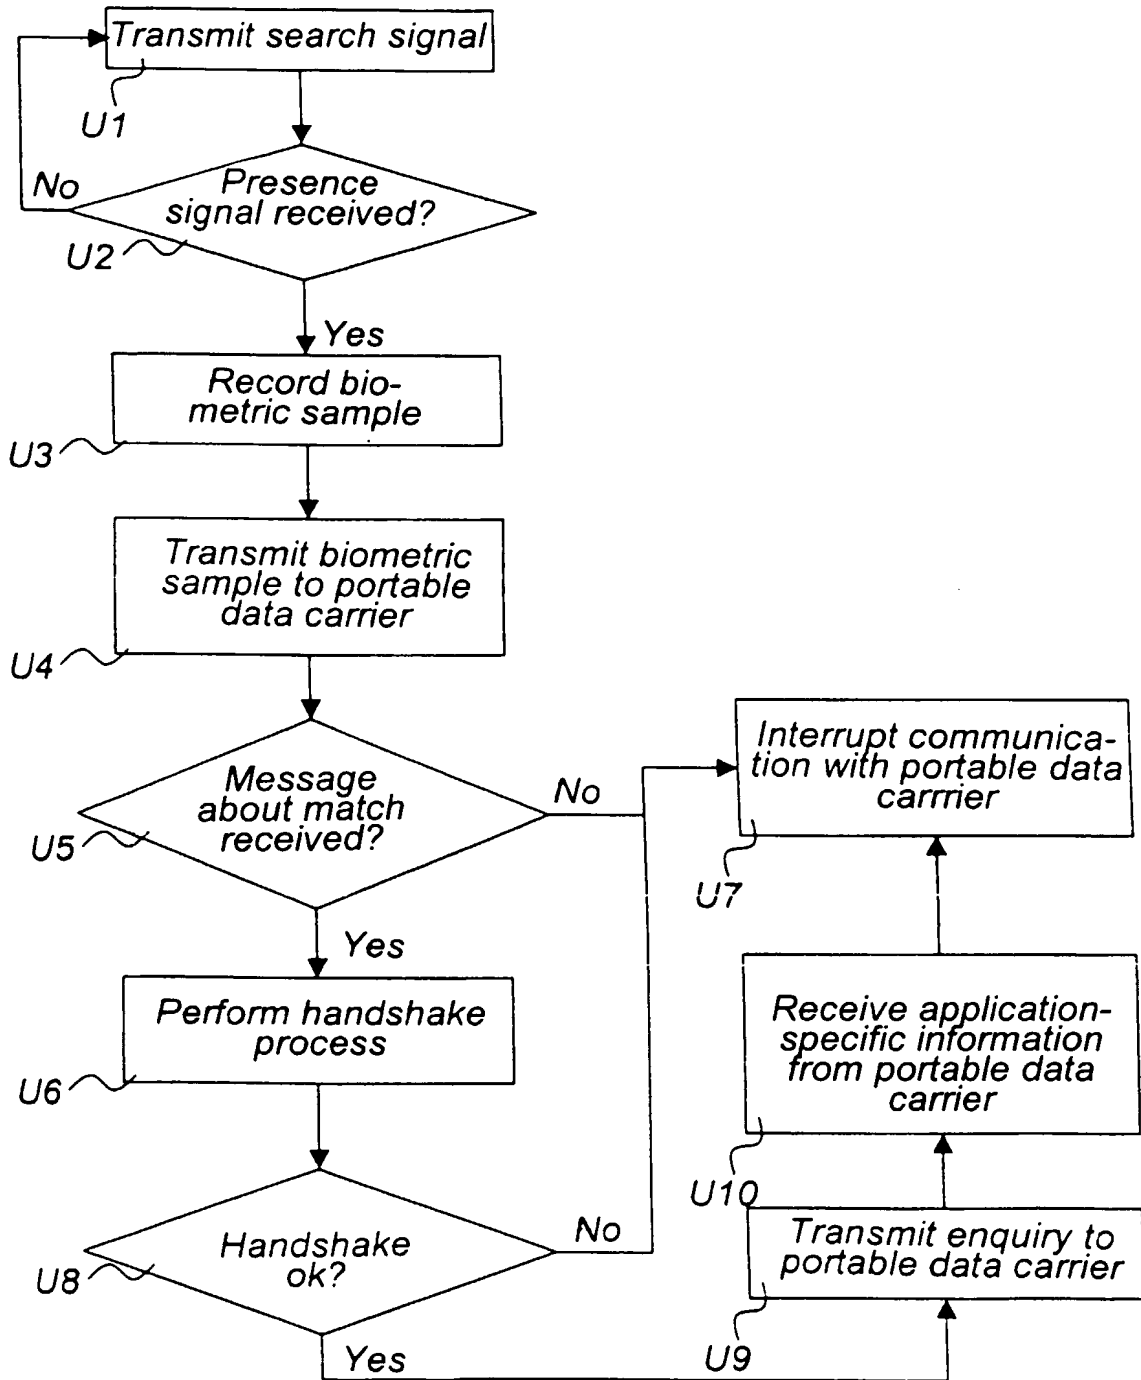 Transmit search signal
U1
No
Presence
signal received?
U2
Yes
Record bio-
metric sample
U3
Transmit biometric
sample to portable
data carrier
U4
Message
about match
received?
No
U5
Yes
Perform handshake
process
U6
Handshake
ok?
No
U8
Yes
Interrupt communica-
tion with portable data
carrrier
U7
Receive application-
specific information
from portable data
carrier
U10
Transmit enquiry to
portable data carrier
U9